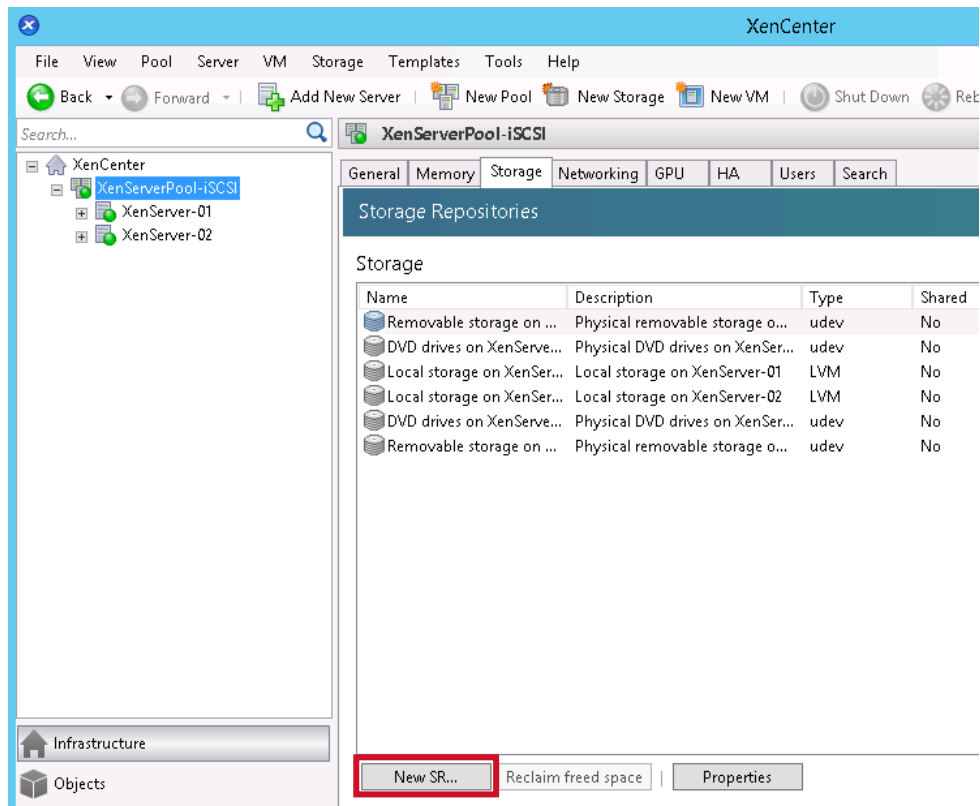 XenCenter
File View Pool Server VM Storage Templates Tools Help
Back Forward Add New Server New Pool New Storage New VM Shut Down Reb
Search... XenServerPool-iSCSI
XenCenter
XenServerPool-iSCSI
XenServer-01
XenServer-02
General Memory Storage Networking GPU HA Users Search
Storage Repositories
Storage
Name Description Type Shared
Removable storage on ... Physical removable storage o... udev No
DVD drives on XenServe... Physical DVD drives on XenSer... udev No
Local storage on XenSer... Local storage on XenServer-01 LVM No
Local storage on XenSer... Local storage on XenServer-02 LVM No
DVD drives on XenServe... Physical DVD drives on XenSer... udev No
Removable storage on ... Physical removable storage o... udev No
Infrastructure
Objects
New SR... Reclaim freed space | Properties